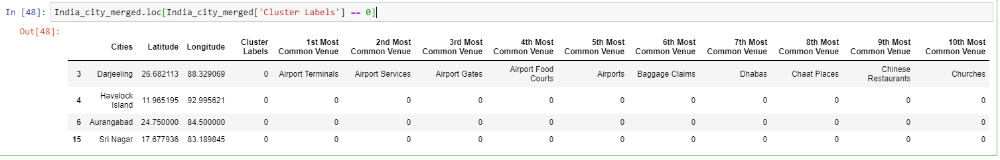 In [48]: India_city_merged.loc[India_city_merged['Cluster Labels'] == 0]
Out[48]:
Cities Latitude Longitude Cluster Labels 1st Most Common Venue 2nd Most Common Venue 3rd Most Common Venue 4th Most Common Venue 5th Most Common Venue 6th Most Common Venue 7th Most Common Venue 8th Most Common Venue 9th Most Common Venue 10th Most Common Venue
3 Darjeeling 26.682113 88.329069 0 Airport Terminals Airport Services Airport Gates Airport Food Courts Airports Baggage Claims Dhabas Chaat Places Chinese Restaurants Churches
4 Havelock Island 11.965195 92.995621 0 0 0 0 0 0 0 0 0 0 0
6 Aurangabad 24.750000 84.500000 0 0 0 0 0 0 0 0 0 0 0
15 Sri Nagar 17.677936 83.189845 0 0 0 0 0 0 0 0 0 0 0